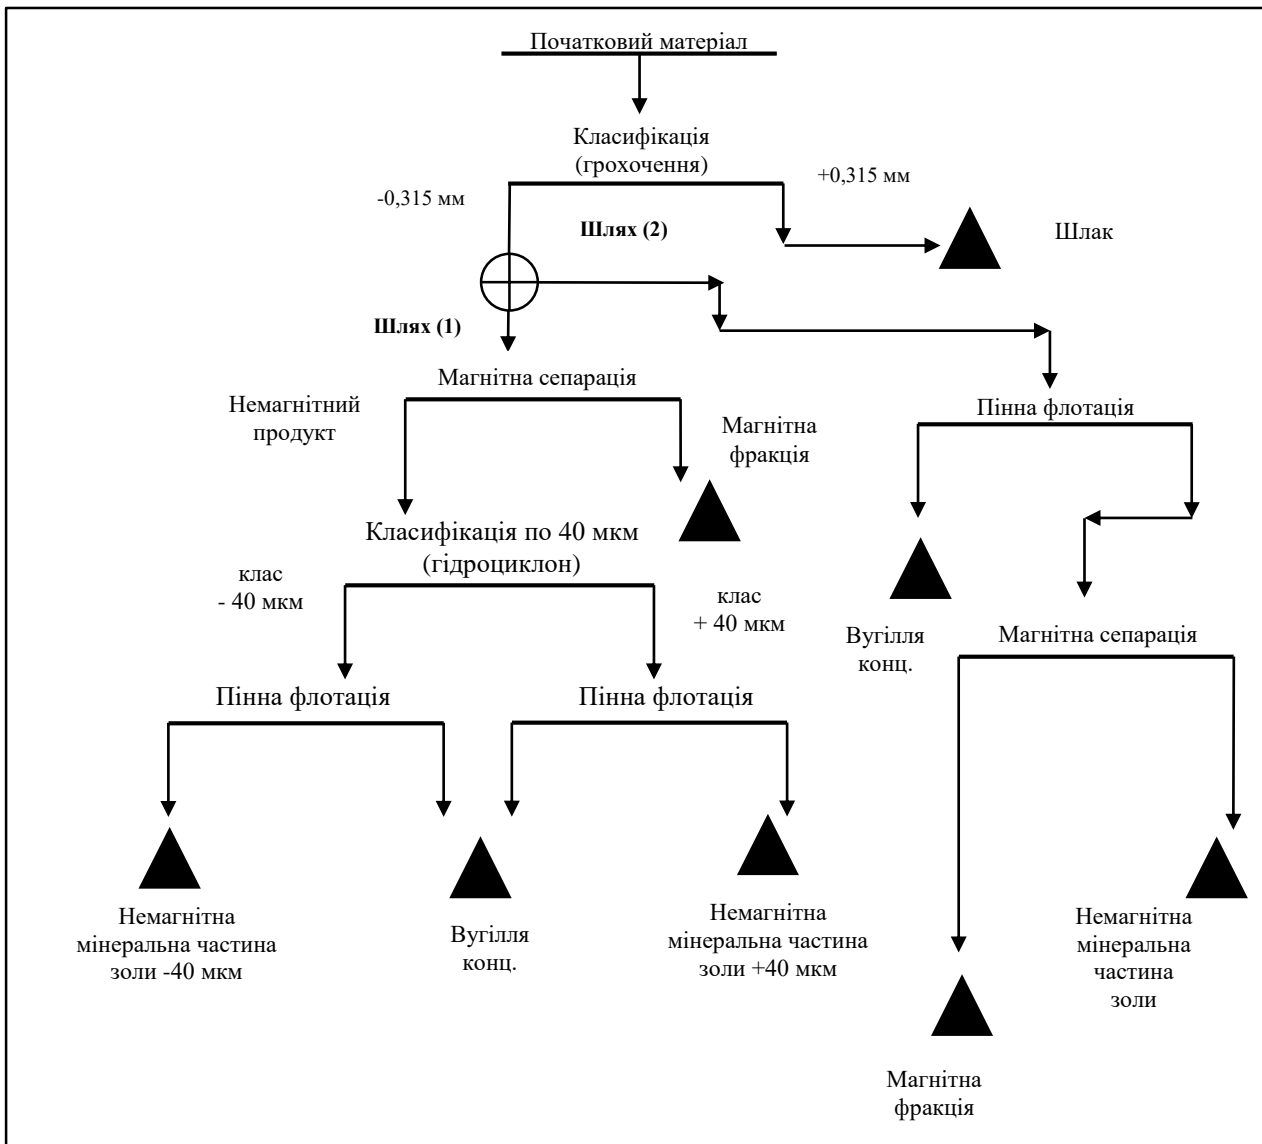 Початковий матеріал
Класифікація
(грохочення)
-0,315 мм
+0,315 мм
Шлях (2)
Шлак
Шлях (1)
Магнітна сепарація
Немагнітний
продукт
Магнітна
фракція
Пінна флотація
Класифікація по 40 мкм
(гідроциклон)
клас
- 40 мкм
клас
+ 40 мкм
Вугілля
конц.
Магнітна сепарація
Пінна флотація
Пінна флотація
Немагнітна
мінеральна частина
золи -40 мкм
Вугілля
конц.
Немагнітна
мінеральна частина
золи +40 мкм
Немагнітна
мінеральна
частина
золи
Магнітна
фракція